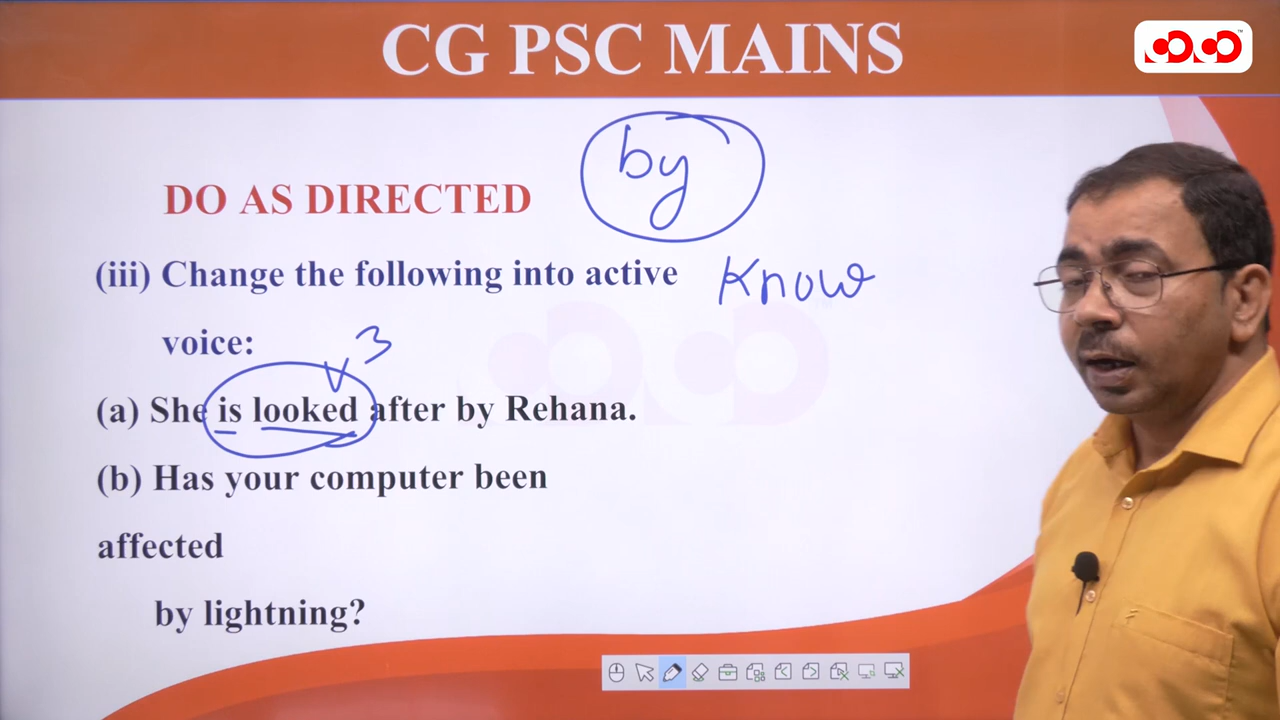 CG PSC MAINS
by
DO AS DIRECTED
(iii) Change the following into active
Know
voice:
V3
(a) She is looked after by Rehana.
(b) Has your computer been
affected
by lightning?